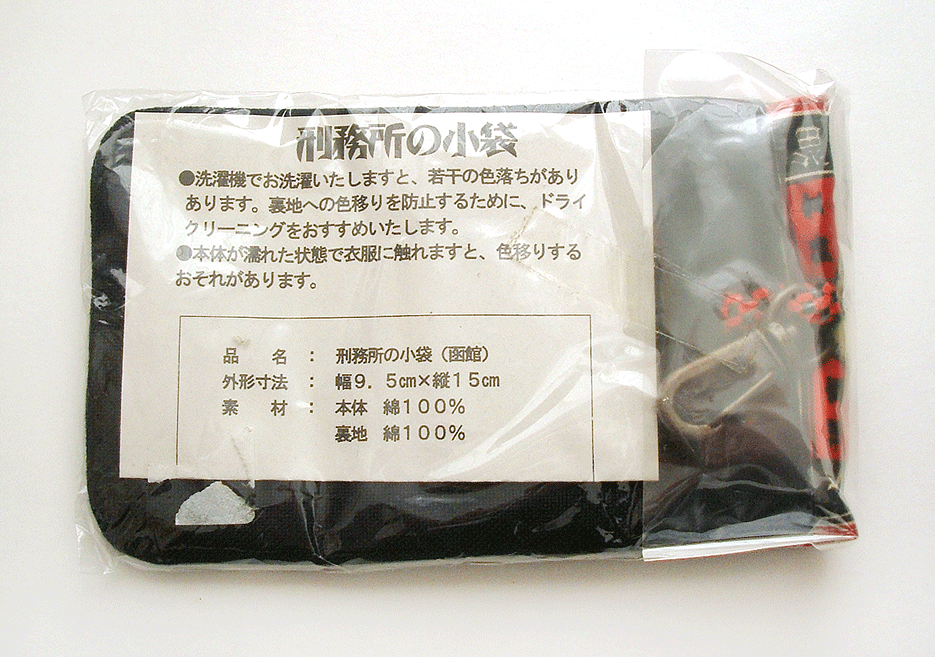 刑務所の小袋
●洗濯機でお洗濯いたしますと、若干の色落ちがあり
あります。裏地への色移りを防止するために、ドライ
クリーニングをおすすめいたします。
●本体が濡れた状態で衣服に触れますと、色移りする
おそれがあります。
品　名　：　刑務所の小袋（函館）
外形寸法　：　幅９．５㎝×縦１５㎝
素　材　：　本体　綿１００％
裏地　綿１００％